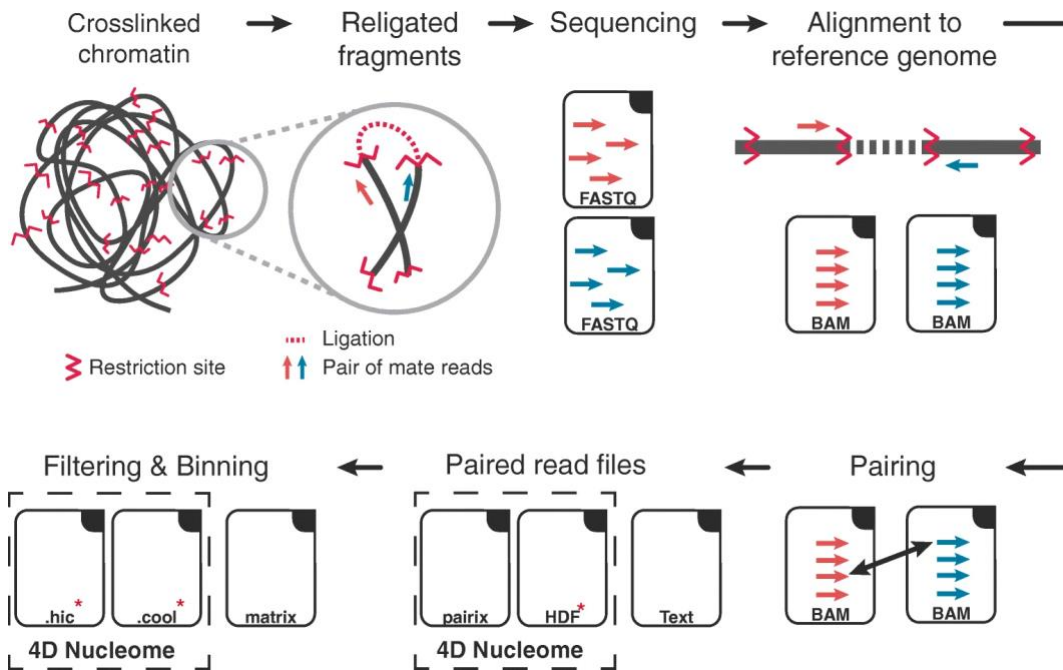 Crosslinked
chromatin
Religated
fragments
Sequencing
Alignment to
reference genome
FASTQ
FASTQ
BAM
BAM
Restriction site
Ligation
Pair of mate reads
Filtering & Binning
Paired read files
Pairing
.hic*
.cool*
matrix
4D Nucleome
pairix
HDF*
Text
4D Nucleome
BAM
BAM